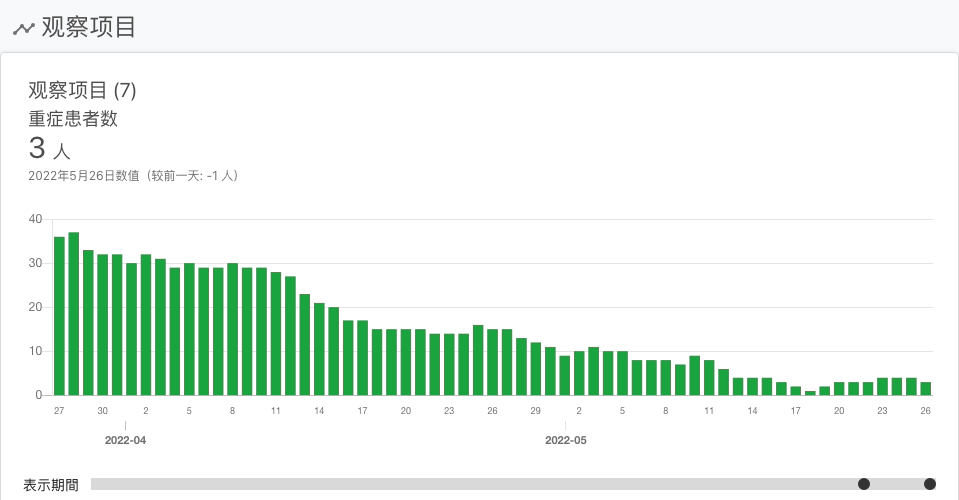 观察项目
观察项目 (7)
重症患者数
3 人
2022年5月26日数值（较前一天: -1 人）
40
30
20
10
0
27 30 2 5 8 11 14 17 20 23 26 29 2 5 8 11 14 17 20 23 26
2022-04 2022-05
表示期間